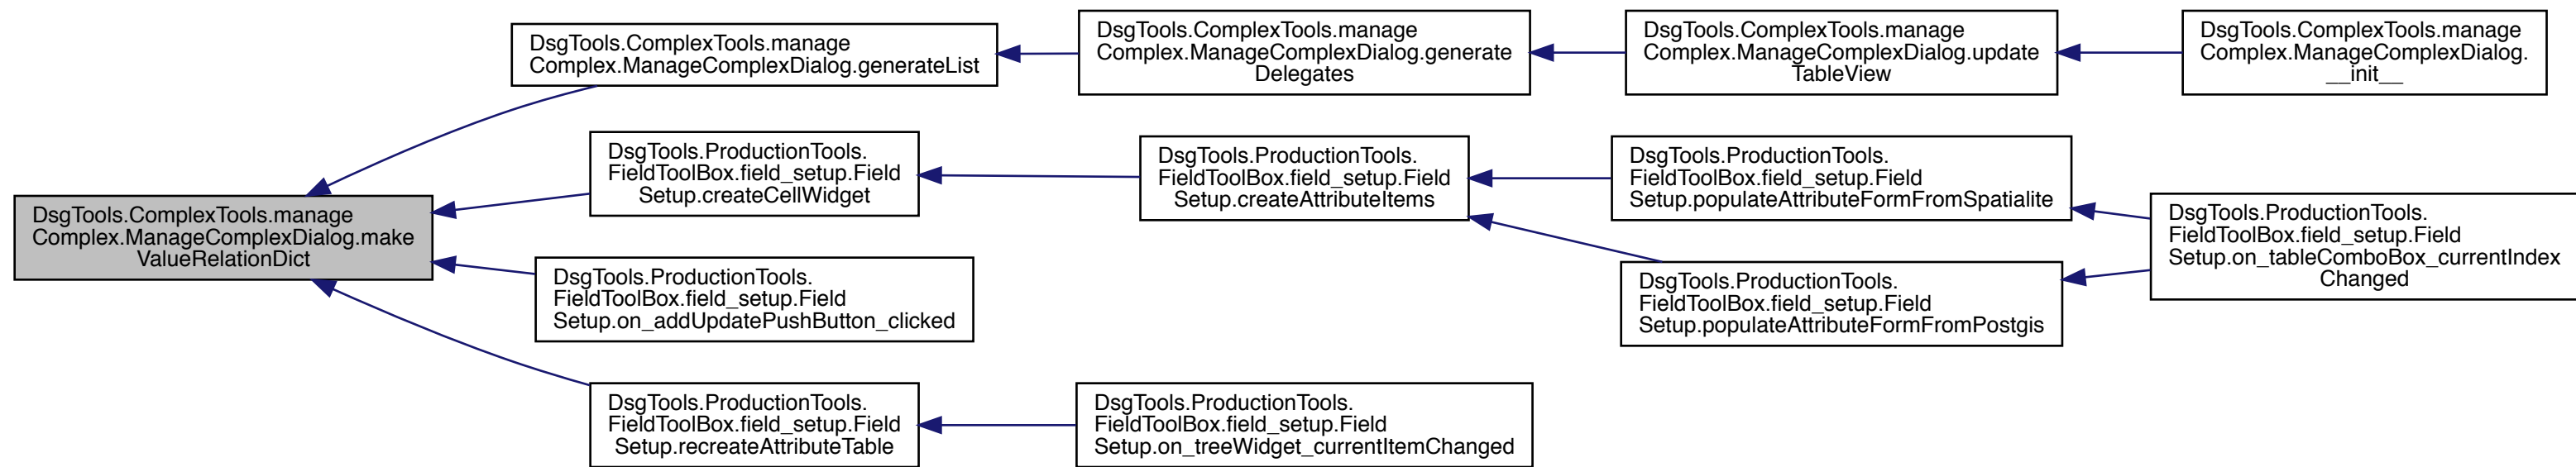 DsgTools.ComplexTools.manage
Complex.ManageComplexDialog.make
ValueRelationDict
DsgTools.ComplexTools.manage
Complex.ManageComplexDialog.generateList
DsgTools.ComplexTools.manage
Complex.ManageComplexDialog.generate
Delegates
DsgTools.ComplexTools.manage
Complex.ManageComplexDialog.update
TableView
DsgTools.ComplexTools.manage
Complex.ManageComplexDialog.
__init__
DsgTools.ProductionTools.
FieldToolBox.field_setup.Field
Setup.createCellWidget
DsgTools.ProductionTools.
FieldToolBox.field_setup.Field
Setup.createAttributeItems
DsgTools.ProductionTools.
FieldToolBox.field_setup.Field
Setup.populateAttributeFormFromSpatialite
DsgTools.ProductionTools.
FieldToolBox.field_setup.Field
Setup.on_tableComboBox_currentIndex
Changed
DsgTools.ProductionTools.
FieldToolBox.field_setup.Field
Setup.populateAttributeFormFromPostgis
DsgTools.ProductionTools.
FieldToolBox.field_setup.Field
Setup.on_addUpdatePushButton_clicked
DsgTools.ProductionTools.
FieldToolBox.field_setup.Field
Setup.recreateAttributeTable
DsgTools.ProductionTools.
FieldToolBox.field_setup.Field
Setup.on_treeWidget_currentItemChanged